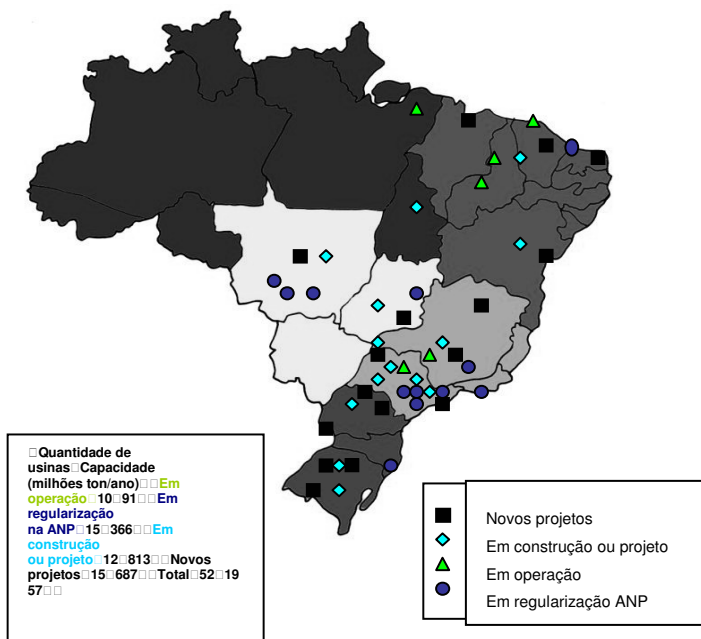 □Quantidade de
usinas□Capacidade
(milhões ton/ano)□□Em
operação□10□91□□Em
regularização
na ANP□15□366□□Em
construção
ou projeto□12□813□□Novos
projetos□15□687□□Total□52□19
57□□
Novos projetos
Em construção ou projeto
Em operação
Em regularização ANP